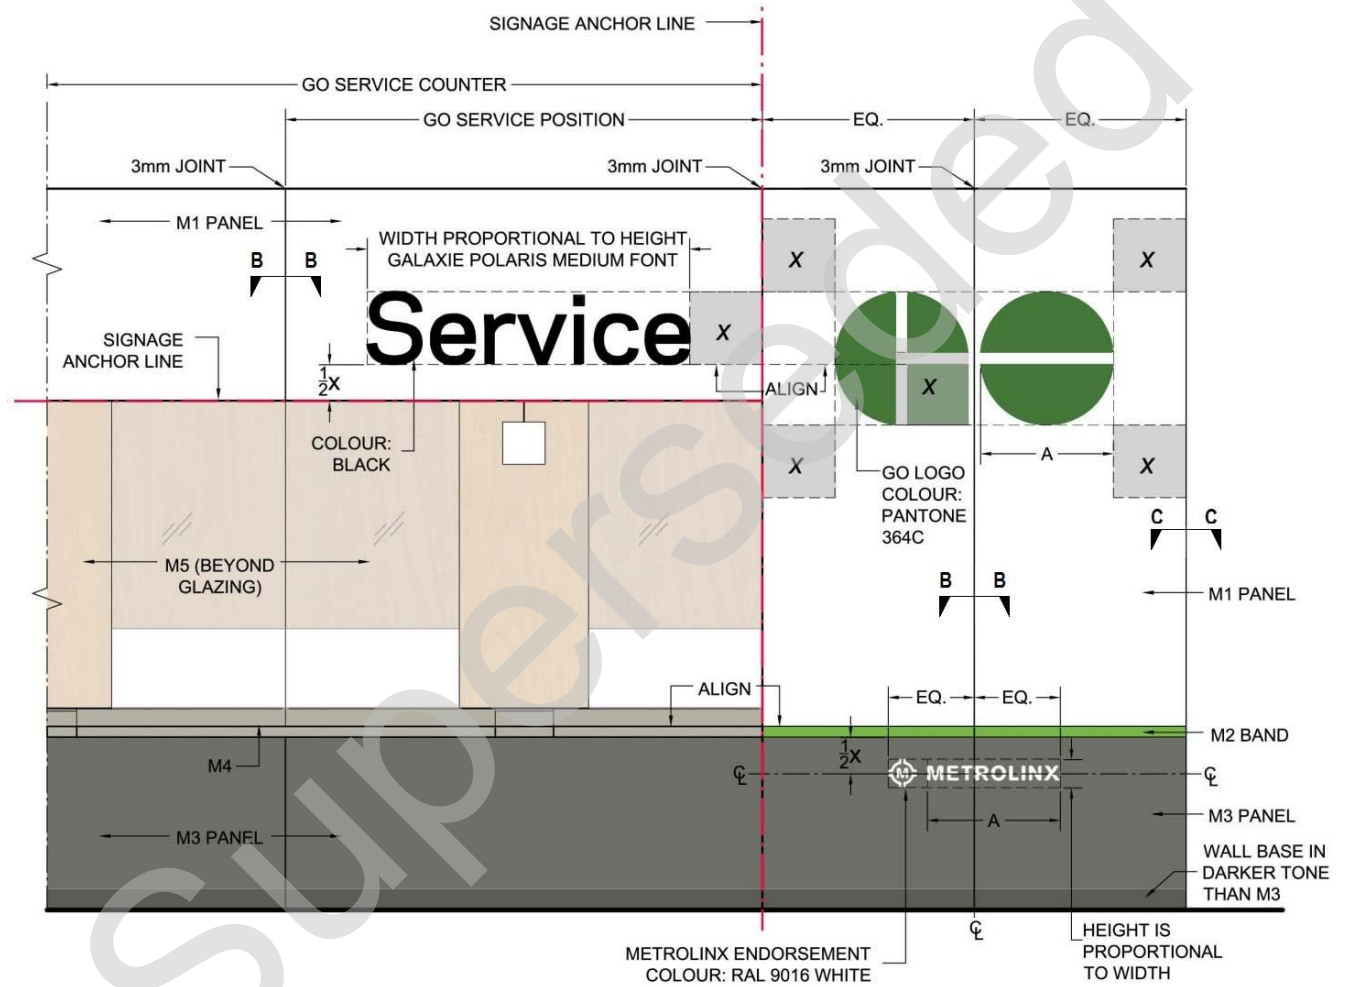 SIGNAGE ANCHOR LINE
GO SERVICE COUNTER
GO SERVICE POSITION
EQ.
EQ.
3mm JOINT
3mm JOINT
3mm JOINT
M1 PANEL
WIDTH PROPORTIONAL TO HEIGHT
GALAXIE POLARIS MEDIUM FONT
B B
X
X
Service
X
SIGNAGE
ANCHOR LINE
1/2X
ALIGN
X
COLOUR:
BLACK
A
X
X
GO LOGO
COLOUR:
PANTONE
364C
C C
M5 (BEYOND
GLAZING)
B B
M1 PANEL
ALIGN
EQ.
EQ.
M2 BAND
1/2X
M4
℄
M METROLINX
℄
A
M3 PANEL
M3 PANEL
WALL BASE IN
DARKER TONE
THAN M3
℄
METROLINX ENDORSEMENT
COLOUR: RAL 9016 WHITE
HEIGHT IS
PROPORTIONAL
TO WIDTH
Superseded